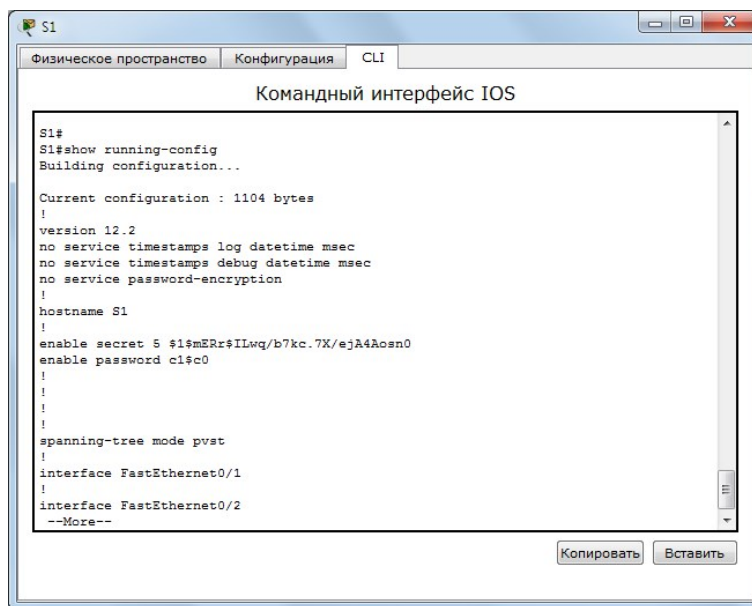 S1
Физическое пространство Конфигурация CLI
Командный интерфейс IOS
S1#
S1#show running-config
Building configuration...
Current configuration : 1104 bytes
!
version 12.2
no service timestamps log datetime msec
no service timestamps debug datetime msec
no service password-encryption
!
hostname S1
!
enable secret 5 $1$mERr$ILwq/b7kc.7X/ejA4Aosn0
enable password c1$c0
!
!
!
!
spanning-tree mode pvst
!
interface FastEthernet0/1
!
interface FastEthernet0/2
--More--
Копировать Вставить